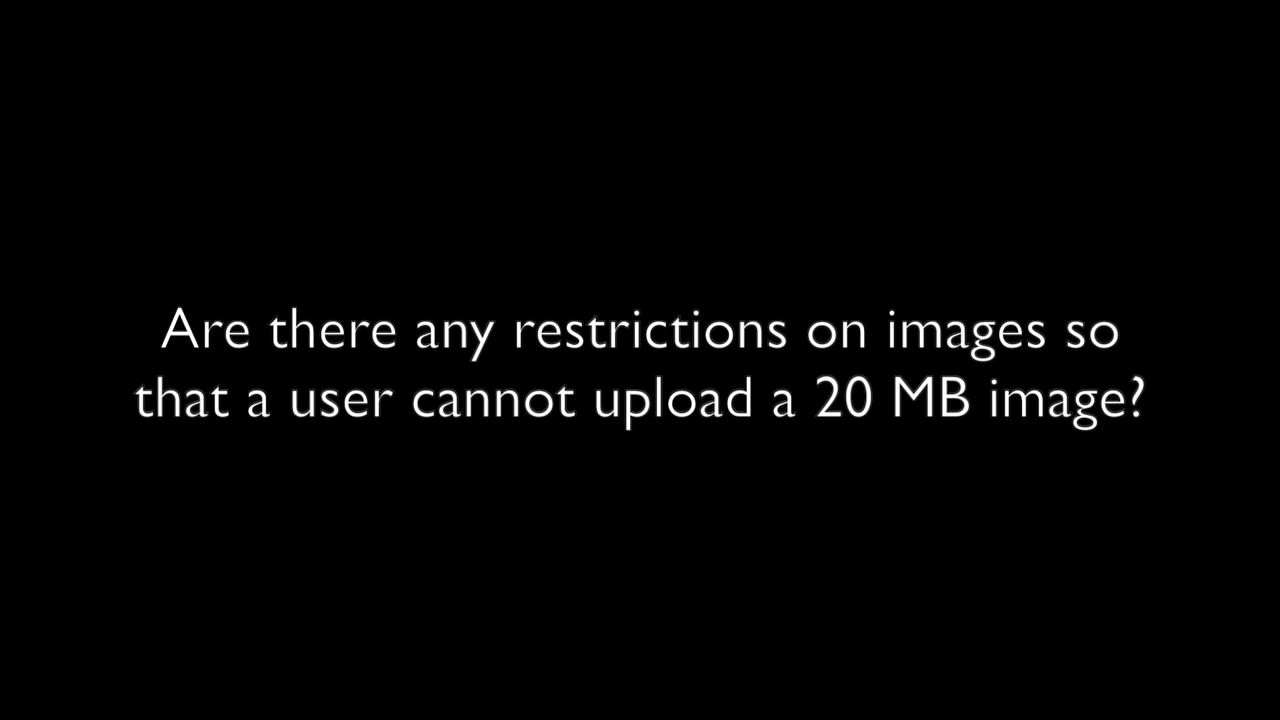 Are there any restrictions on images so
that a user cannot upload a 20 MB image?